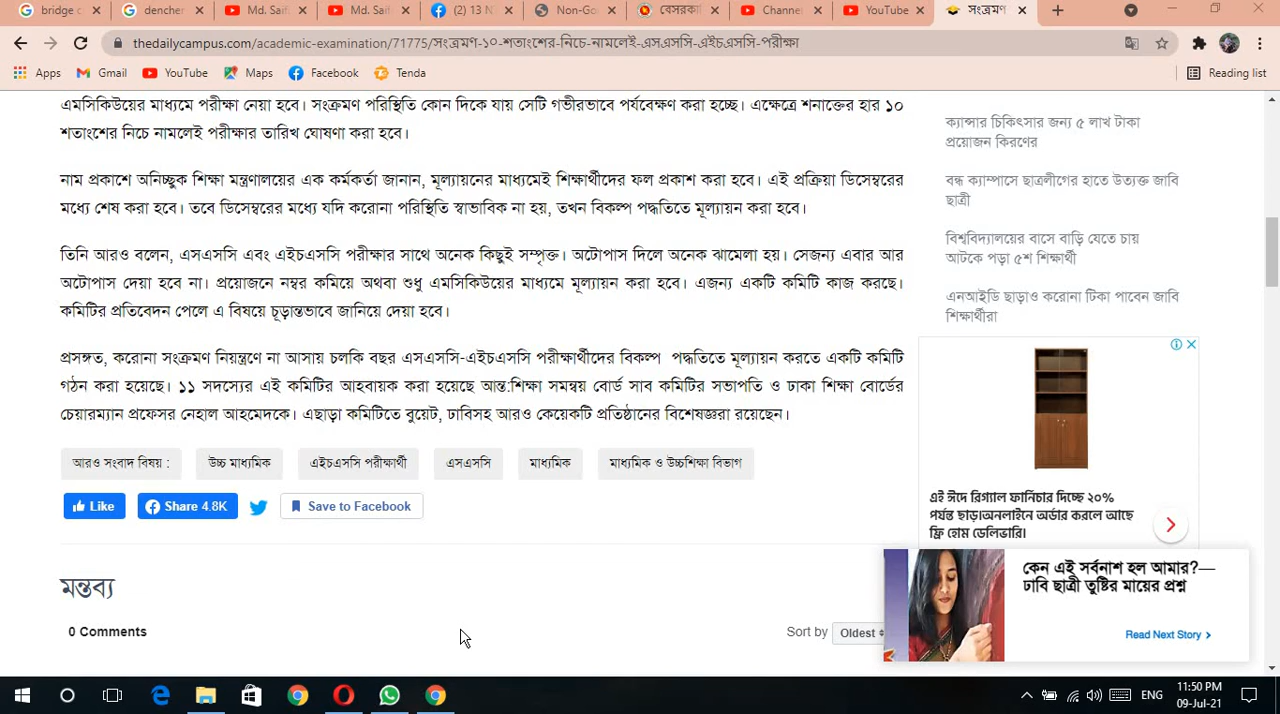 bridge c
denchen
Md. Saifu
Md. Saifu
(2) 13 N
Non-Go
বেসরকারি
Channel
YouTube
সংক্রমণ
thedailycampus.com/academic-examination/71775/সংক্রমণ-১০-শতাংশের-নিচে-নামলেই-এসএসসি-এইচএসসি-পরীক্ষা
Apps
Gmail
YouTube
Maps
Facebook
Tenda
Reading list
এমসিকিউয়ের মাধ্যমে পরীক্ষা নেয়া হবে। সংক্রমণ পরিস্থিতি কোন দিকে যায় সেটি গভীরভাবে পর্যবেক্ষণ করা হচ্ছে। এক্ষেত্রে শনাক্তের হার ১০
শতাংশের নিচে নামলেই পরীক্ষার তারিখ ঘোষণা করা হবে।
নাম প্রকাশে অনিচ্ছুক শিক্ষা মন্ত্রণালয়ের এক কর্মকর্তা জানান, মূল্যায়নের মাধ্যমেই শিক্ষার্থীদের ফল প্রকাশ করা হবে। এই প্রক্রিয়া ডিসেম্বরের
মধ্যে শেষ করা হবে। তবে ডিসেম্বরের মধ্যে যদি করোনা পরিস্থিতি স্বাভাবিক না হয়, তখন বিকল্প পদ্ধতিতে মূল্যায়ন করা হবে।
তিনি আরও বলেন, এসএসসি এবং এইচএসসি পরীক্ষার সাথে অনেক কিছুই সম্পৃক্ত। অটোপাস দিলে অনেক ঝামেলা হয়। সেজন্য এবার আর
অটোপাস দেয়া হবে না। প্রয়োজনে নম্বর কমিয়ে অথবা শুধু এমসিকিউয়ের মাধ্যমে মূল্যায়ন করা হবে। এজন্য একটি কমিটি কাজ করছে।
কমিটির প্রতিবেদন পেলে এ বিষয়ে চূড়ান্তভাবে জানিয়ে দেয়া হবে।
প্রসঙ্গত, করোনা সংক্রমণ নিয়ন্ত্রণে না আসায় চলকি বছর এসএসসি-এইচএসসি পরীক্ষার্থীদের বিকল্প পদ্ধতিতে মূল্যায়ন করতে একটি কমিটি
গঠন করা হয়েছে। ১১ সদস্যের এই কমিটির আহবায়ক করা হয়েছে আন্ত:শিক্ষা সমন্বয় বোর্ড সাব কমিটির সভাপতি ও ঢাকা শিক্ষা বোর্ডের
চেয়ারম্যান প্রফেসর নেহাল আহমেদকে। এছাড়া কমিটিতে বুয়েট, ঢাবিসহ আরও কেয়েকটি প্রতিষ্ঠানের বিশেষজ্ঞরা রয়েছেন।
আরও সংবাদ বিষয় :
উচ্চ মাধ্যমিক
এইচএসসি পরীক্ষার্থী
এসএসসি
মাধ্যমিক
মাধ্যমিক ও উচ্চশিক্ষা বিভাগ
Like
Share 4.8K
Save to Facebook
মন্তব্য
0 Comments
Sort by
Oldest
ক্যান্সার চিকিৎসার জন্য ৫ লাখ টাকা
প্রয়োজন কিরণের
বন্ধ ক্যাম্পাসে ছাত্রলীগের হাতে উত্যক্ত জাবি
ছাত্রী
বিশ্ববিদ্যালয়ের বাসে বাড়ি যেতে চায়
আটকে পড়া ৫শ শিক্ষার্থী
এনআইডি ছাড়াও করোনা টিকা পাবেন জাবি
শিক্ষার্থীরা
এই ঈদে রিগ্যাল ফার্নিচার দিচ্ছে ২০%
পর্যন্ত ছাড়।অনলাইনে অর্ডার করলে আছে
ফ্রি হোম ডেলিভারি।
কেন এই সর্বনাশ হল আমার?—
ঢাবি ছাত্রী তুষ্টির মায়ের প্রশ্ন
Read Next Story >
ENG
11:50 PM
09-Jul-21